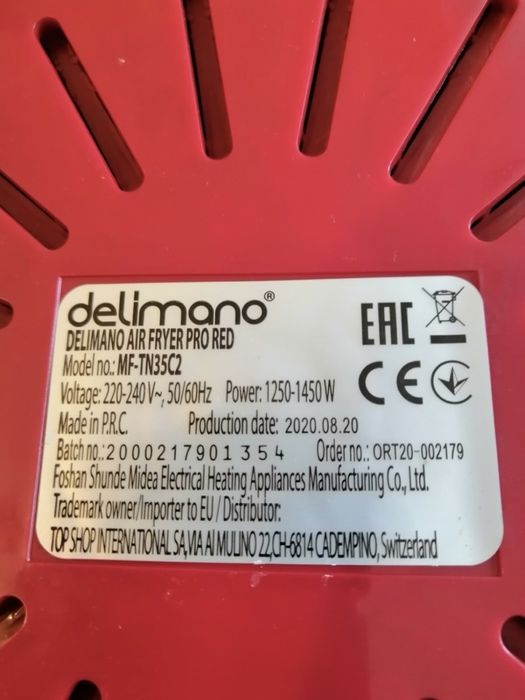 delimano®
DELIMANO AIR FRYER PRO RED
Model no.: MF-TN35C2
Voltage: 220-240 V~, 50/60Hz Power: 1250-1450 W
Made in P.R.C. Production date: 2020.08.20
Batch no.: 2000217901354 Order no.: ORT20-002179
Foshan Shunde Midea Electrical Heating Appliances Manufacturing Co., Ltd.
Trademark owner/Importer to EU / Distributor:
TOP SHOP INTERNATIONAL SA, VIA AI MULINO 22, CH-6814 CADEMPINO, Switzerland
EAC
CE